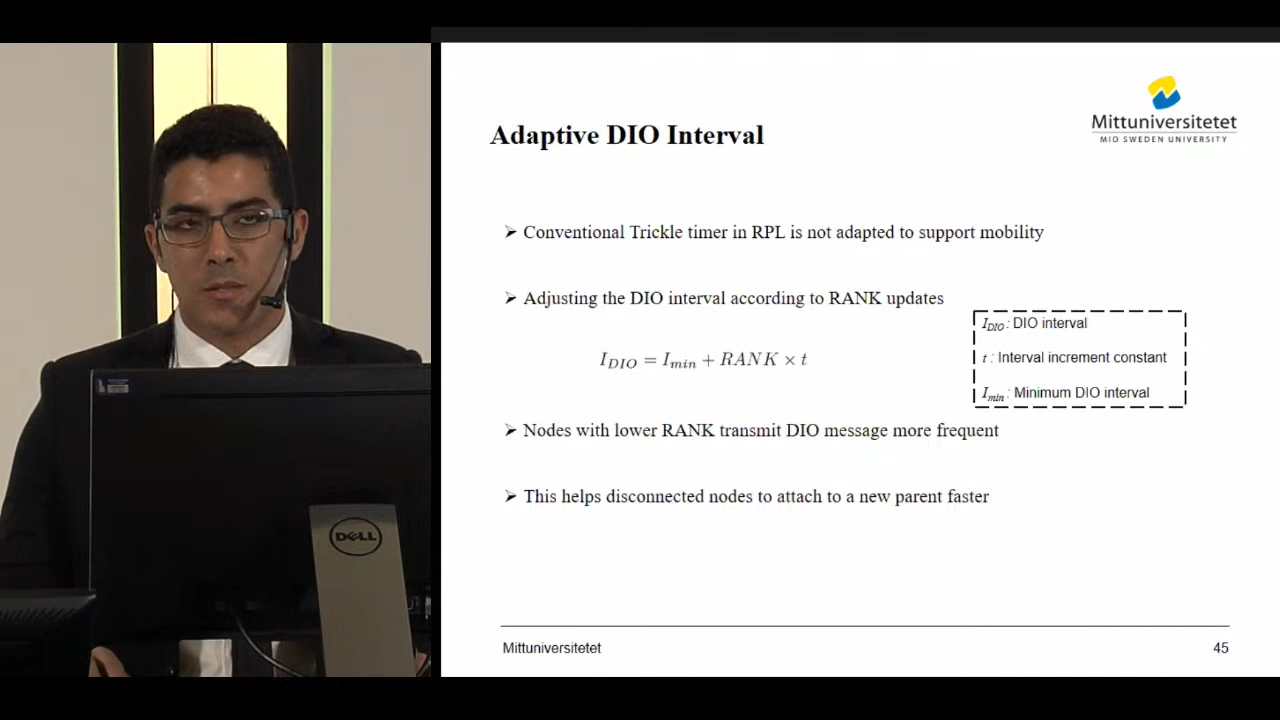 Adaptive DIO Interval
Mittuniversitetet
MID SWEDEN UNIVERSITY
➢ Conventional Trickle timer in RPL is not adapted to support mobility
➢ Adjusting the DIO interval according to RANK updates
I_DIO = I_min + RANK × t
I_DIO : DIO interval
t : Interval increment constant
I_min : Minimum DIO interval
➢ Nodes with lower RANK transmit DIO message more frequent
➢ This helps disconnected nodes to attach to a new parent faster
DELL
Mittuniversitetet
45